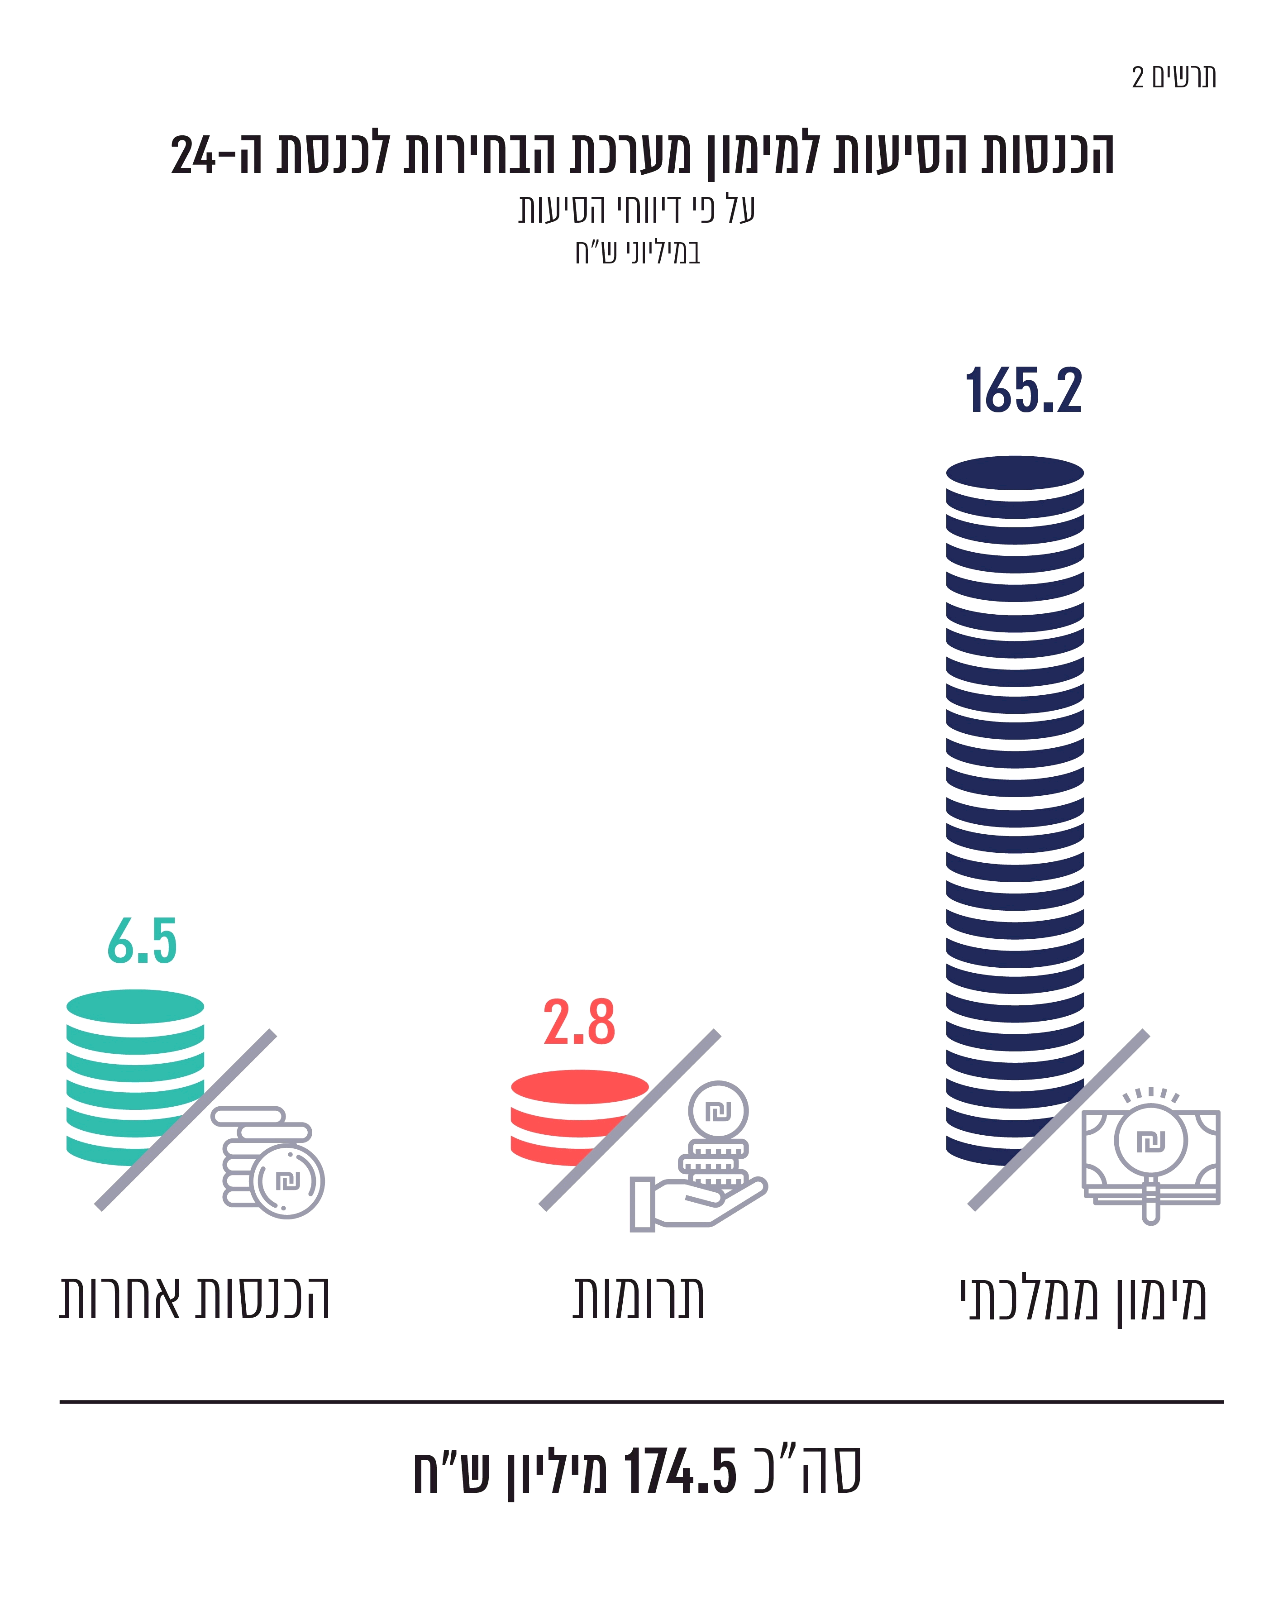 תרשים 2
הכנסות הסיעות למימון מערכת הבחירות לכנסת ה-24
על פי דיווחי הסיעות
במיליוני ש"ח
165.2
6.5
2.8
₪
₪
₪
מימון ממלכתי
תרומות
הכנסות אחרות
סה"כ 174.5 מיליון ש"ח